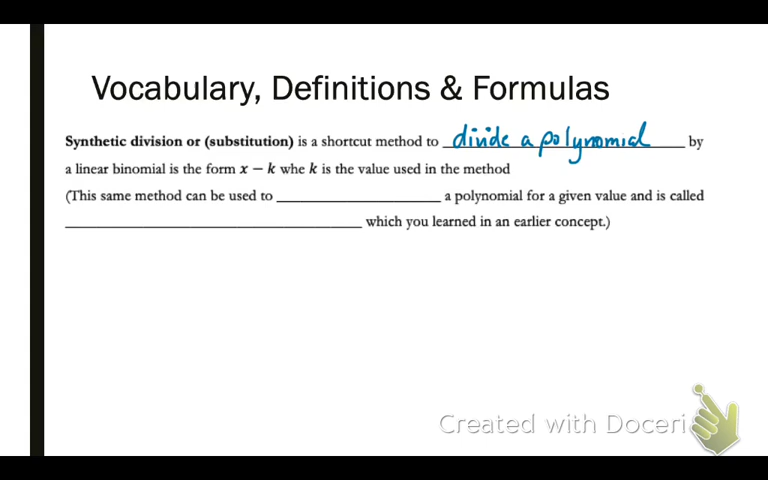 Vocabulary, Definitions & Formulas
Synthetic division or (substitution) is a shortcut method to divide a polynomial by
a linear binomial is the form x – k whe k is the value used in the method
(This same method can be used to ____________________ a polynomial for a given value and is called
____________________________________ which you learned in an earlier concept.)
Created with Doceri